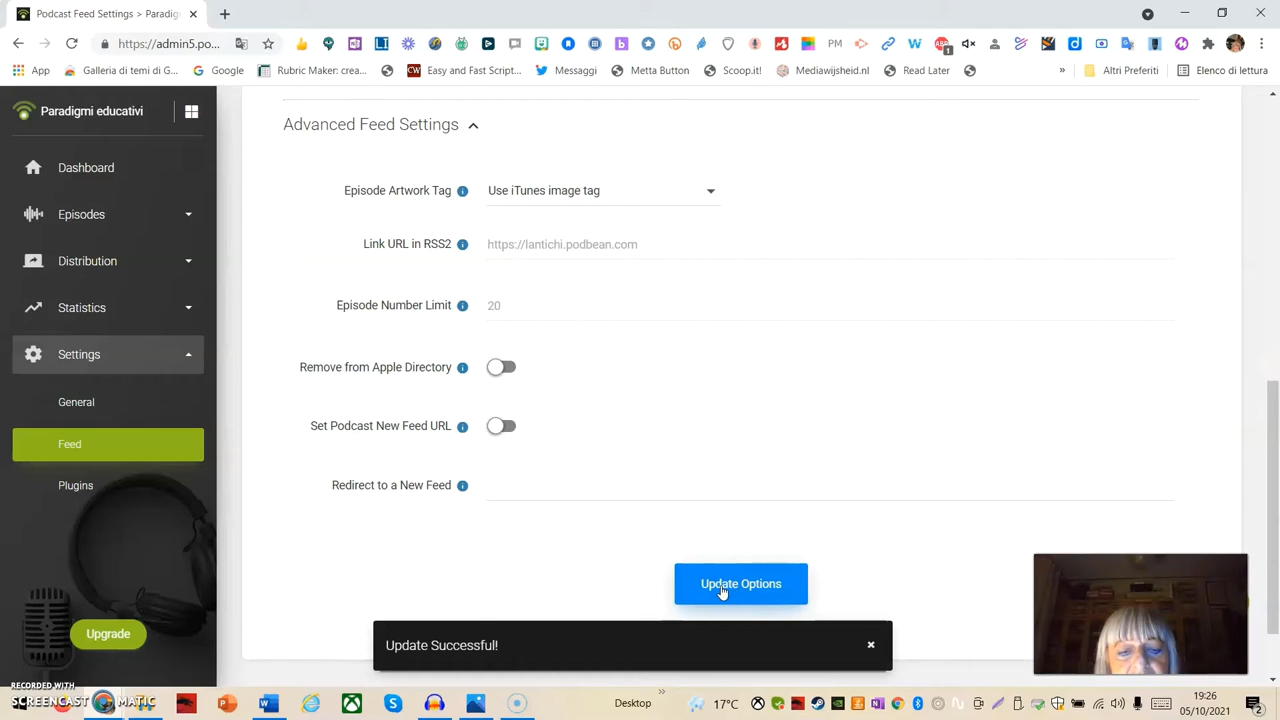 Podcast Feed Settings > Paradig
https://admin5.po...
PM
App
Galleria di temi di G...
Google
Rubric Maker: crea...
Easy and Fast Script...
Messaggi
Metta Button
Scoop.it!
Mediawijsheid.nl
Read Later
»
Altri Preferiti
Elenco di lettura
Paradigmi educativi
Dashboard
Episodes
Distribution
Statistics
Settings
General
Feed
Plugins
Upgrade
Advanced Feed Settings
Episode Artwork Tag
Use iTunes image tag
Link URL in RSS2
https://lantichi.podbean.com
Episode Number Limit
20
Remove from Apple Directory
Set Podcast New Feed URL
Redirect to a New Feed
Update Options
Update Successful!
RECORDED WITH
SCREENCAST MATIC
Desktop
17°C
19:26
05/10/2021
2